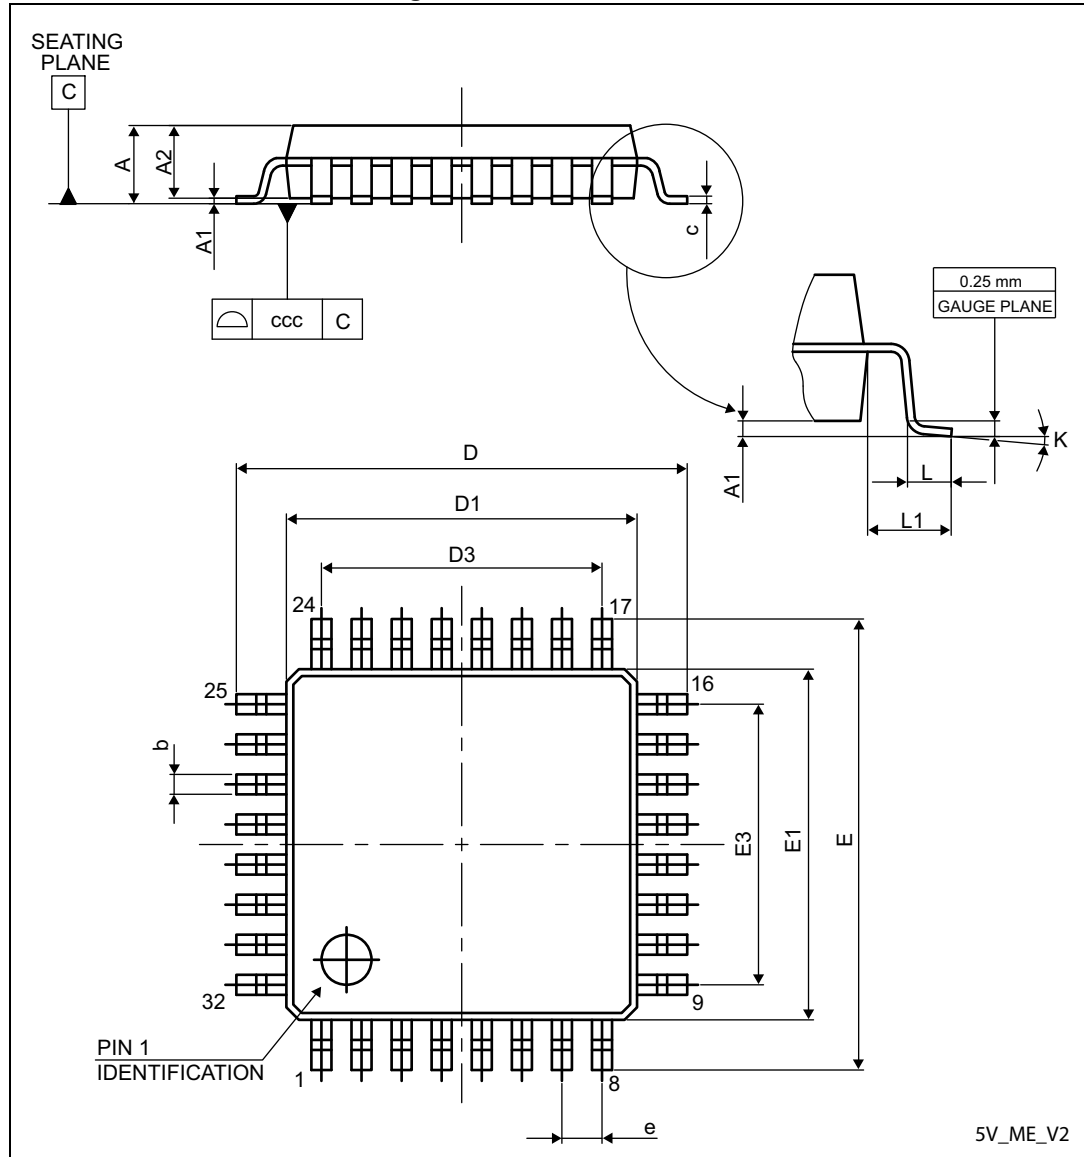 SEATING
PLANE
C
A
A2
A1
c
ccc C
0.25 mm
GAUGE PLANE
K
A1
L
L1
D
D1
D3
24
17
25
16
b
E3
E1
E
32
9
PIN 1
IDENTIFICATION
1
8
e
5V_ME_V2